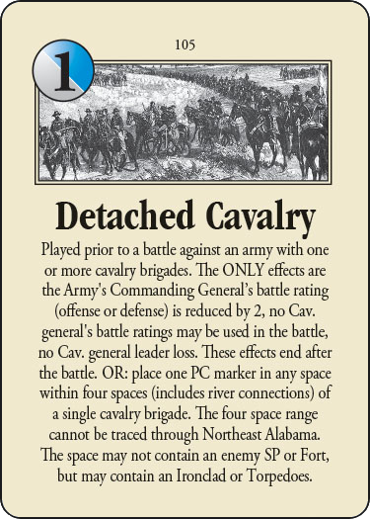 105
1
Detached Cavalry
Played prior to a battle against an army with one
or more cavalry brigades. The ONLY effects are
the Army's Commanding General's battle rating
(offense or defense) is reduced by 2, no Cav.
general's battle ratings may be used in the battle,
no Cav. general leader loss. These effects end after
the battle. OR: place one PC marker in any space
within four spaces (includes river connections) of
a single cavalry brigade. The four space range
cannot be traced through Northeast Alabama.
The space may not contain an enemy SP or Fort,
but may contain an Ironclad or Torpedoes.